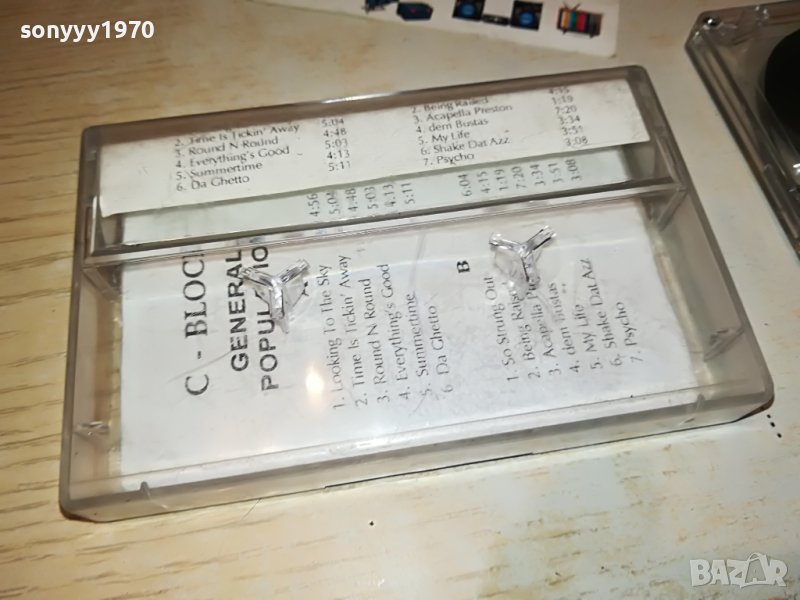 sonyyy1970
2. Time Is Tickin' Away 5:04
3. Round N Round 4:48
4. Everything's Good 5:03
5. Summertime 4:13
6. Da Ghetto 5:11
2. Being Raised 4:15
3. Acapella Preston 1:19
4. dem Bustas 7:20
5. My Life 3:34
6. Shake Dat Azz 3:51
7. Psycho 3:08
C - BLOCK
GENERAL
POPULATIO
A
1. Looking To The Sky 4:56
2. Time Is Tickin' Away 5:04
3. Round N Round 4:48
4. Everything's Good 5:03
5. Summertime 4:13
6. Da Ghetto 5:11
B
1. So Strung Out 6:04
2. Being Raised 4:15
3. Acapella 1:19
4. dem Bustas 7:20
5. My Life 3:34
6. Shake Dat Azz 3:51
7. Psycho 3:08
BAZAR